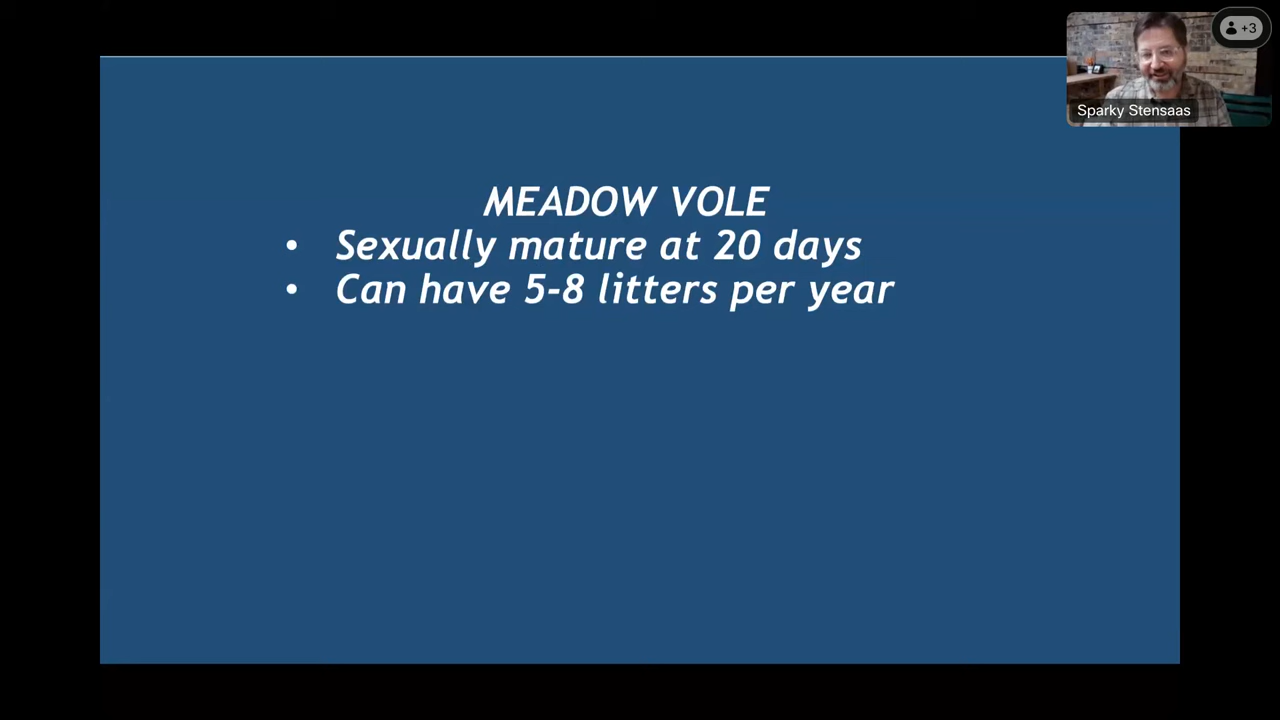 MEADOW VOLE
• Sexually mature at 20 days
• Can have 5-8 litters per year
+3
Sparky Stensaas